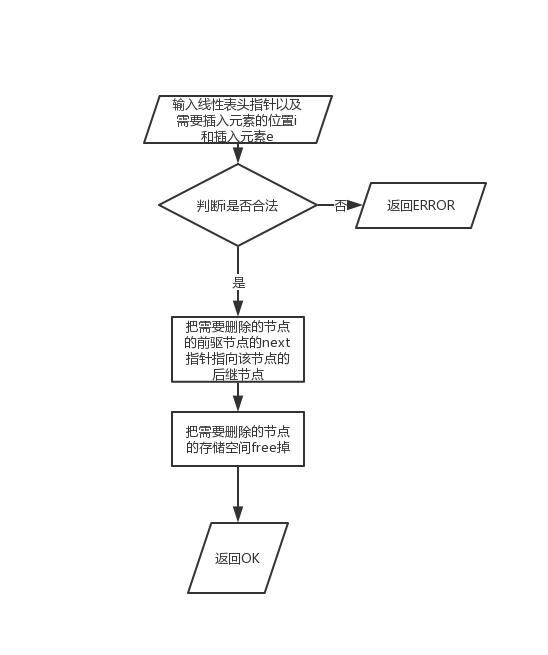 输入线性表头指针以及
需要插入元素的位置i
和插入元素e
判断i是否合法
否
返回ERROR
是
把需要删除的节点
的前驱节点的next
指针指向该节点的
后继节点
把需要删除的节点
的存储空间free掉
返回OK